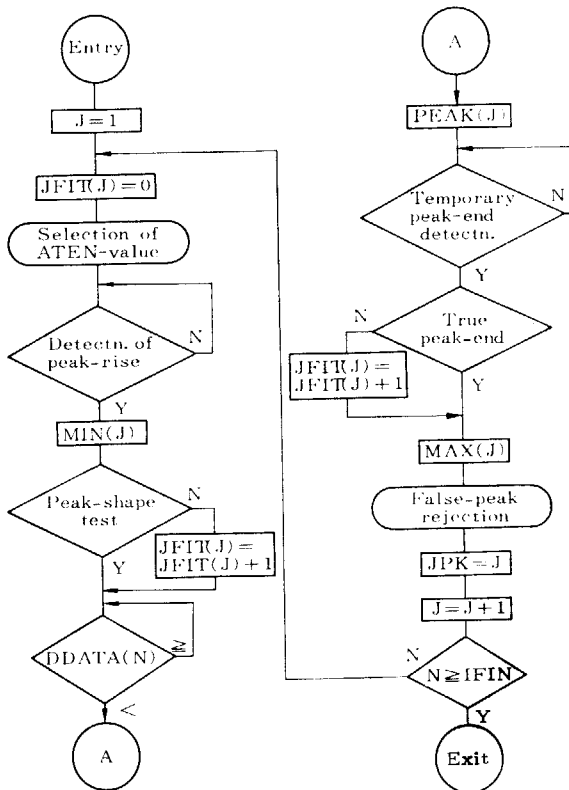 Entry
J=1
JFIT(J)=0
Selection of
ATEN-value
Detectn. of
peak-rise
N
Y
MIN(J)
Peak-shape
test
N
JFIT(J)=
JFIT(J)+1
Y
DDATA(N)
≧
<
A
A
PEAK(J)
Temporary
peak-end
detectn.
N
Y
True
peak-end
N
JFIT(J)=
JFIT(J)+1
Y
MAX(J)
False-peak
rejection
JPK=J
J=J+1
N
N≧IFIN
Y
Exit